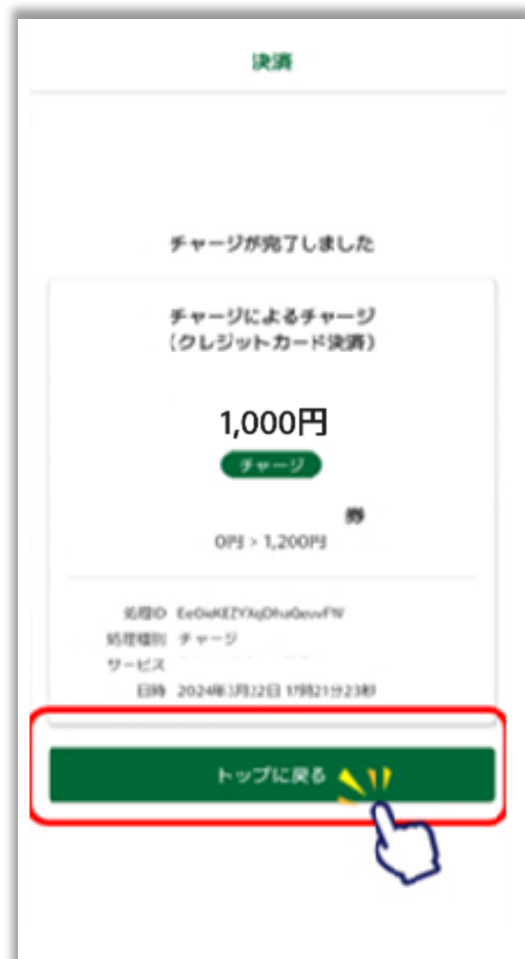 決済
チャージが完了しました
チャージによるチャージ
(クレジットカード決済)
1,000円
チャージ
券
0円 > 1,200円
処理ID
処理種別 チャージ
サービス
日時 2024年 22日 17時21分23秒
トップに戻る